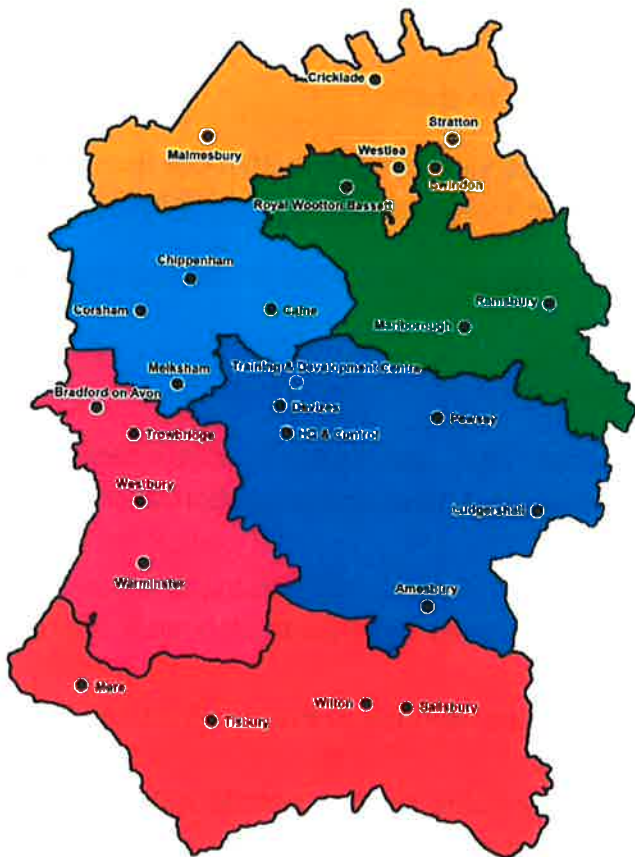 Cricklade
Stratton
Malmesbury
Westlea
Swindon
Royal Wootton Bassett
Chippenham
Corsham
Calne
Ramsbury
Marlborough
Melksham
Training & Development Centre
Bradford on Avon
Devizes
Pewsey
Trowbridge
HQ & Control
Westbury
Ludgershall
Warminster
Amesbury
Mere
Wilton
Salisbury
Tisbury